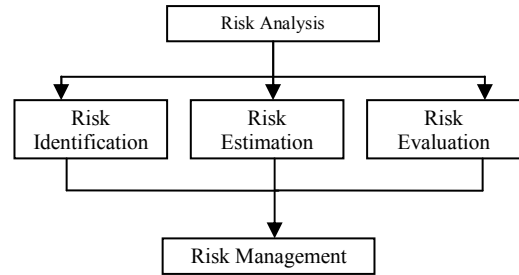 Risk Analysis
Risk
Identification
Risk
Estimation
Risk
Evaluation
Risk Management